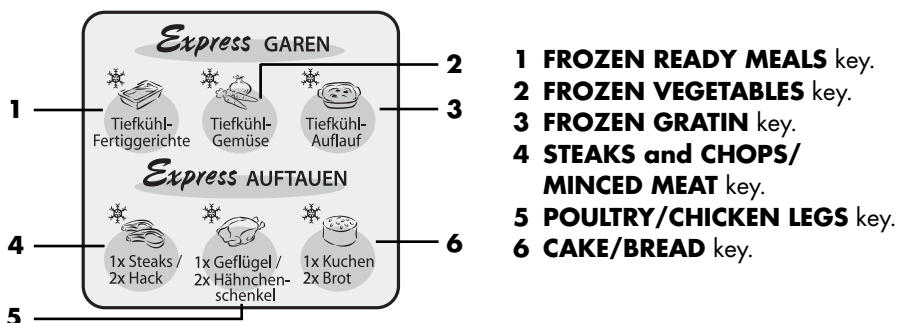 Express GAREN
Tiefkühl-
Fertiggerichte
Tiefkühl-
Gemüse
Tiefkühl-
Auflauf
Express AUFTAUEN
1x Steaks /
2x Hack
1x Geflügel /
2x Hähnchen-
schenkel
1x Kuchen
2x Brot
1
2
3
4
5
6
1 FROZEN READY MEALS key.
2 FROZEN VEGETABLES key.
3 FROZEN GRATIN key.
4 STEAKS and CHOPS/
MINCED MEAT key.
5 POULTRY/CHICKEN LEGS key.
6 CAKE/BREAD key.